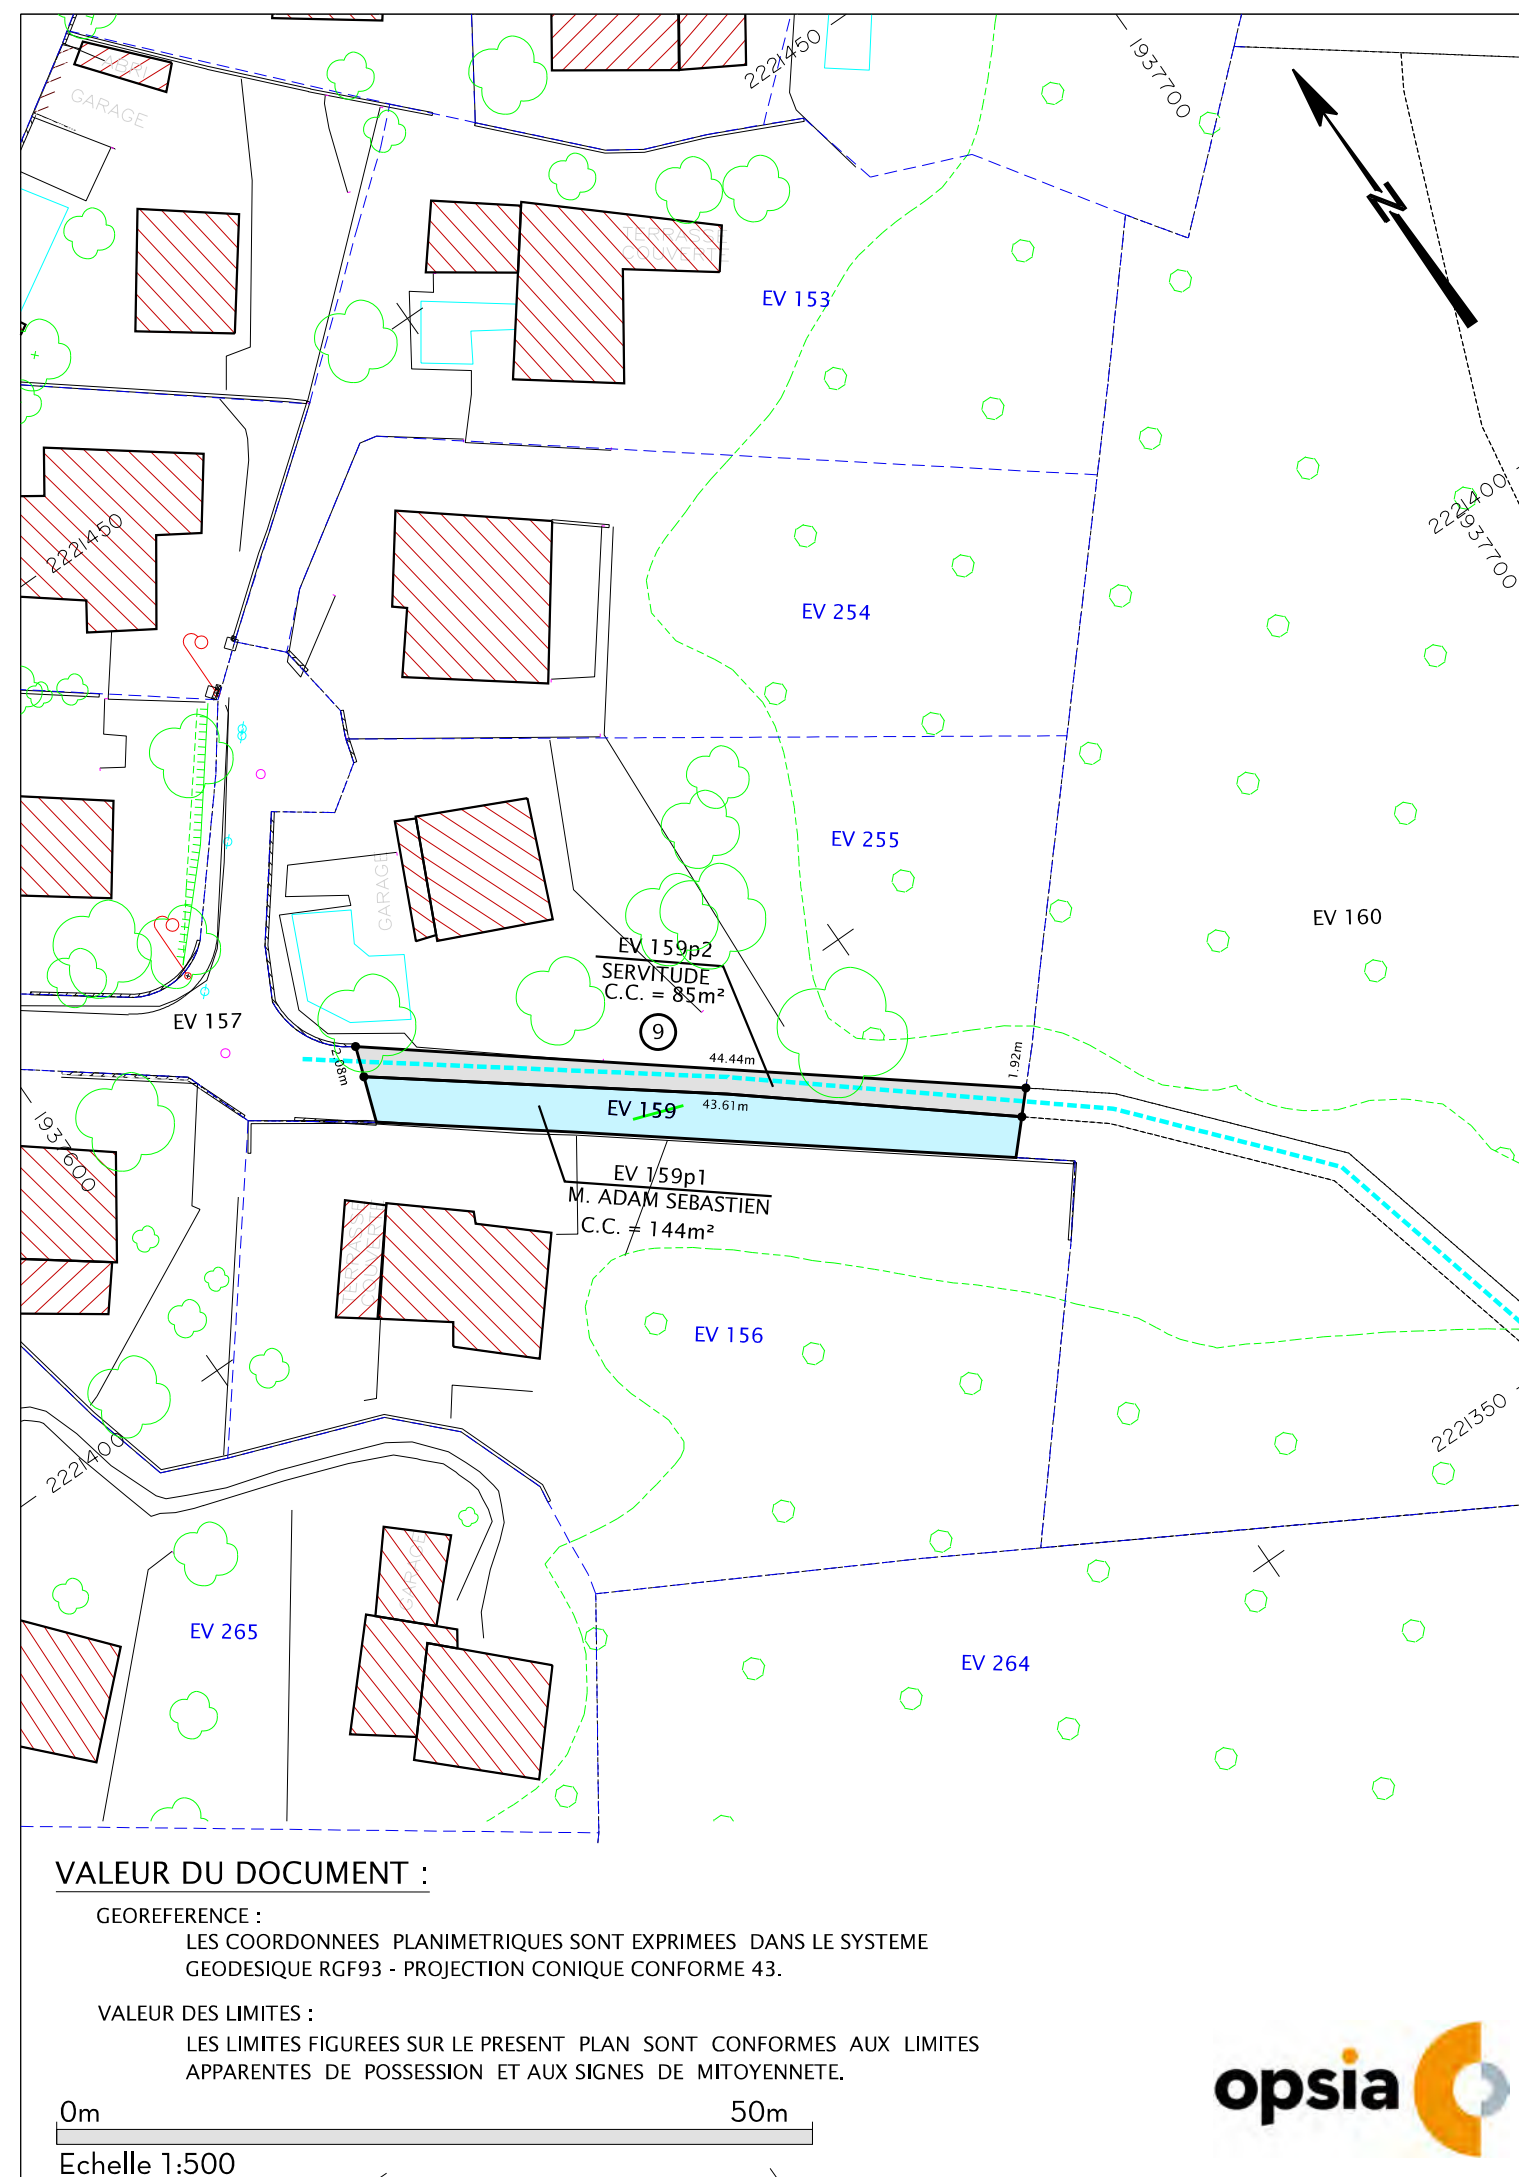 ABRI
GARAGE
2221450
1937700
TERRASSE
COUVERTE
N
EV 153
2221400
1937700
2221450
EV 254
EV 255
GARAGE
EV 160
EV 159p2
SERVITUDE
C.C. = 85m²
9
EV 157
2.08m
44.44m
1.92m
EV 159
43.61m
1937600
EV 159p1
M. ADAM SEBASTIEN
C.C. = 144m²
TERRASSE
COUVERTE
EV 156
2221350
2221400
GARAGE
EV 265
EV 264
VALEUR DU DOCUMENT :
GEOREFERENCE :
LES COORDONNEES PLANIMETRIQUES SONT EXPRIMEES DANS LE SYSTEME
GEODESIQUE RGF93 - PROJECTION CONIQUE CONFORME 43.
VALEUR DES LIMITES :
LES LIMITES FIGUREES SUR LE PRESENT PLAN SONT CONFORMES AUX LIMITES
APPARENTES DE POSSESSION ET AUX SIGNES DE MITOYENNETE.
opsia
0m 50m
Echelle 1:500